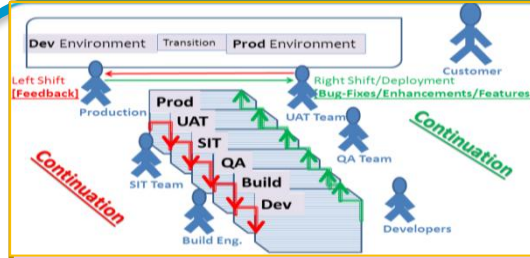 Dev Environment
Transition
Prod Environment
Customer
Left Shift
[Feedback]
Right Shift/Deployment
[Bug-Fixes/Enhancements/Features]
Production
UAT Team
Prod
UAT
SIT
QA
Build
Dev
QA Team
SIT Team
Build Eng.
Developers
Continuation
Continuation